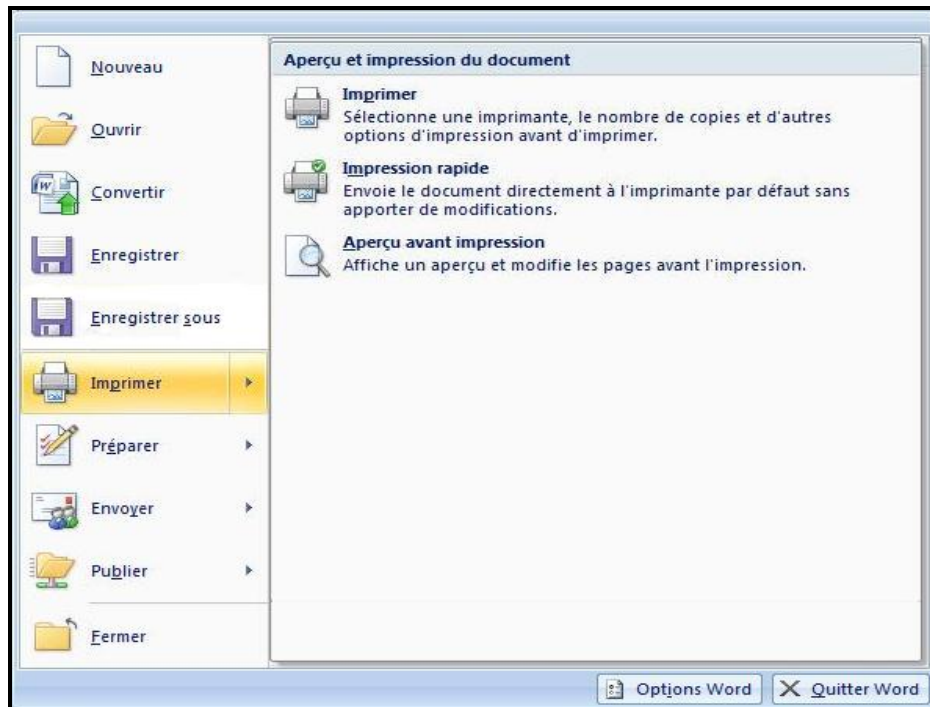 Nouveau
Ouvrir
Convertir
Enregistrer
Enregistrer sous
Imprimer
Préparer
Envoyer
Publier
Fermer
Aperçu et impression du document
Imprimer
Sélectionne une imprimante, le nombre de copies et d'autres
options d'impression avant d'imprimer.
Impression rapide
Envoie le document directement à l'imprimante par défaut sans
apporter de modifications.
Aperçu avant impression
Affiche un aperçu et modifie les pages avant l'impression.
Options Word
Quitter Word